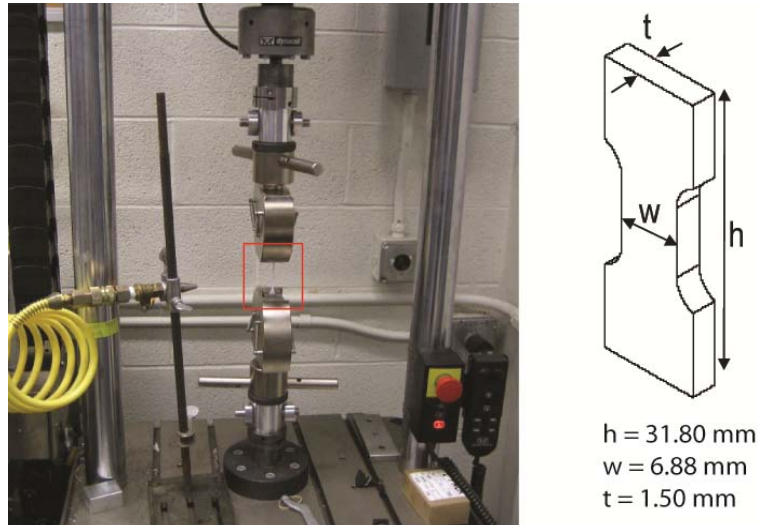 t
w
h
h = 31.80 mm
w = 6.88 mm
t = 1.50 mm